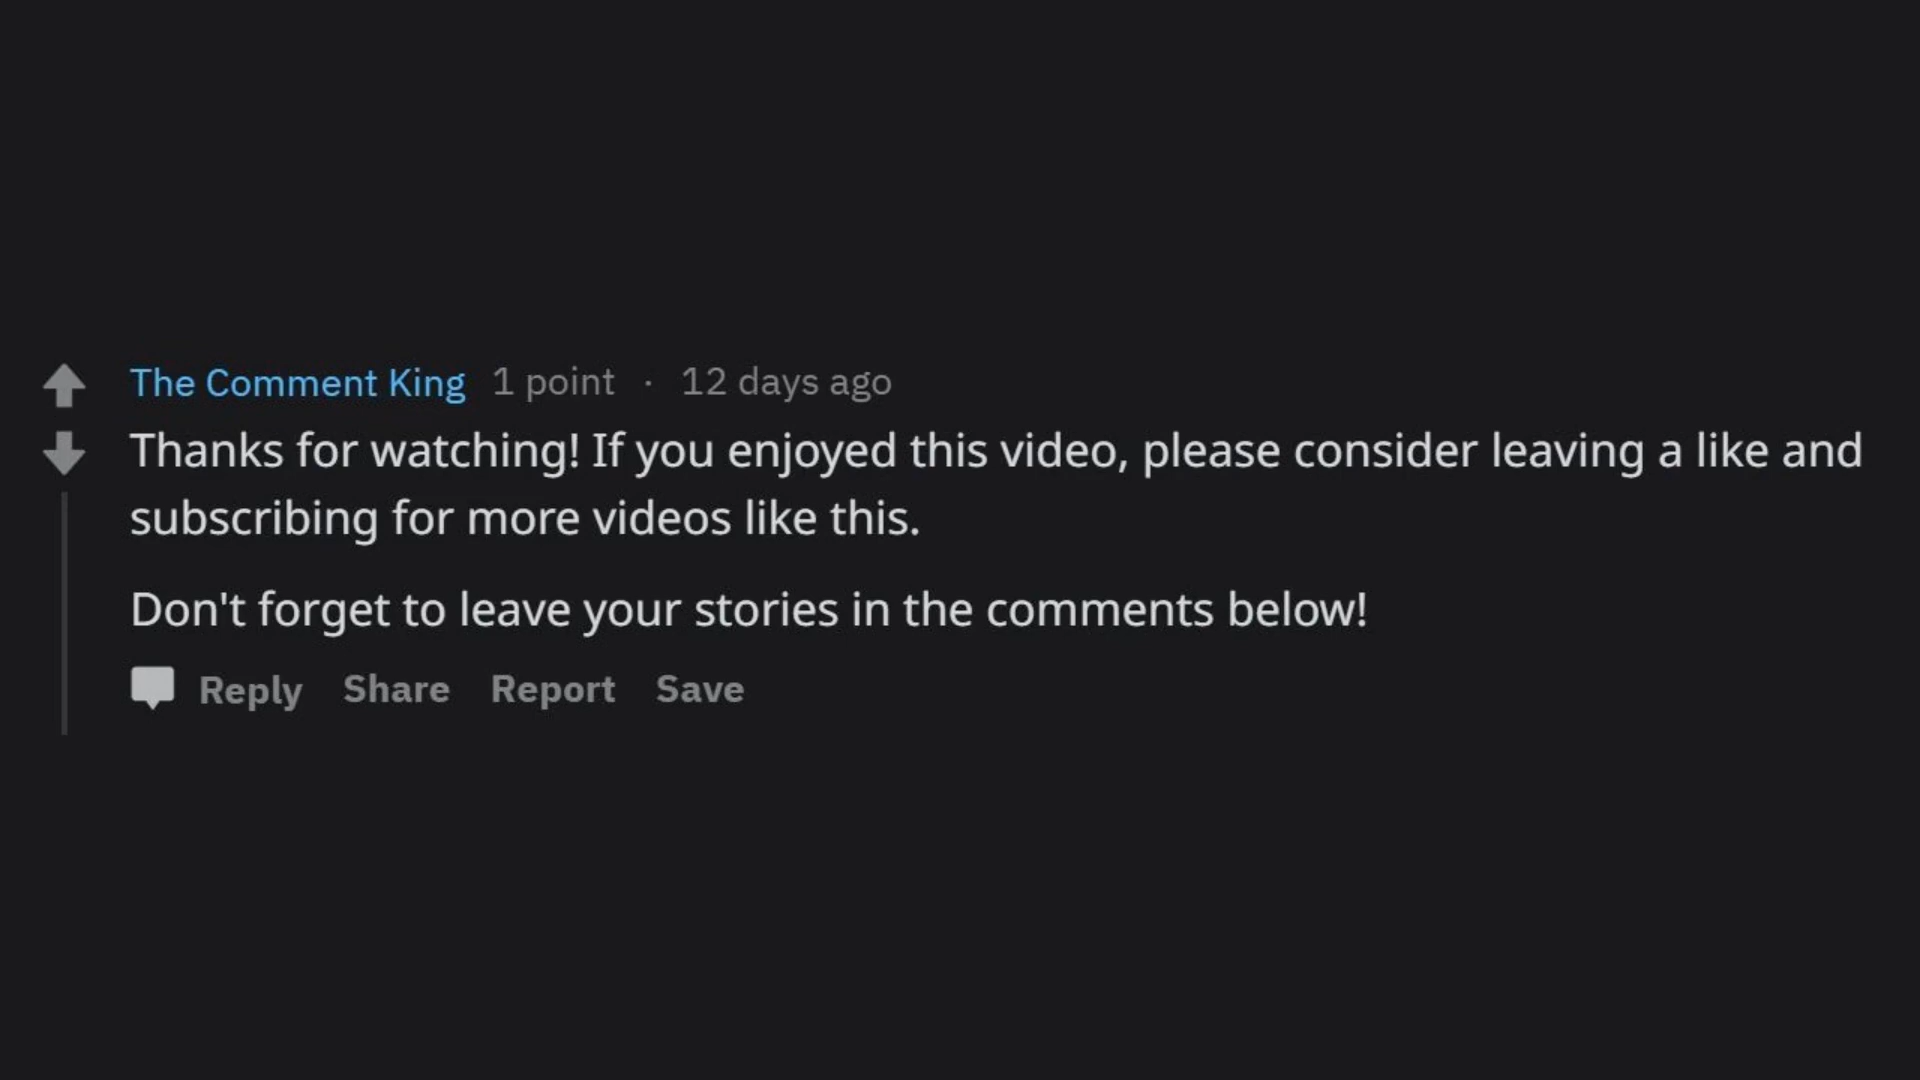 The Comment King 1 point · 12 days ago
Thanks for watching! If you enjoyed this video, please consider leaving a like and
subscribing for more videos like this.
Don't forget to leave your stories in the comments below!
Reply Share Report Save